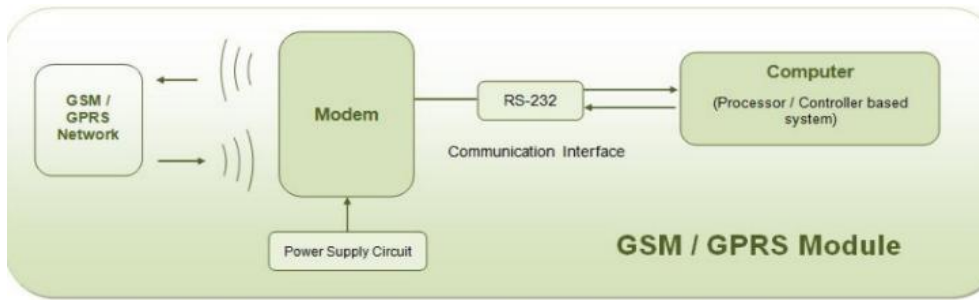 GSM /
GPRS
Network
Modem
RS-232
Communication Interface
Computer
(Processor / Controller based
system)
Power Supply Circuit
GSM / GPRS Module